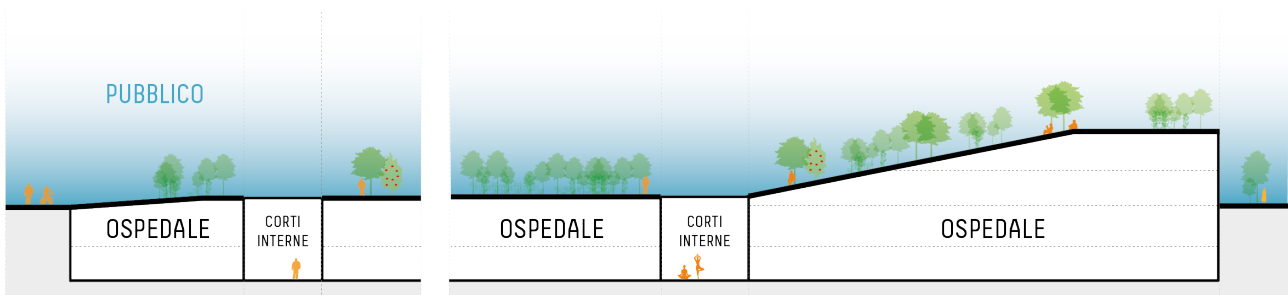 PUBBLICO
OSPEDALE
CORTI
INTERNE
OSPEDALE
CORTI
INTERNE
OSPEDALE